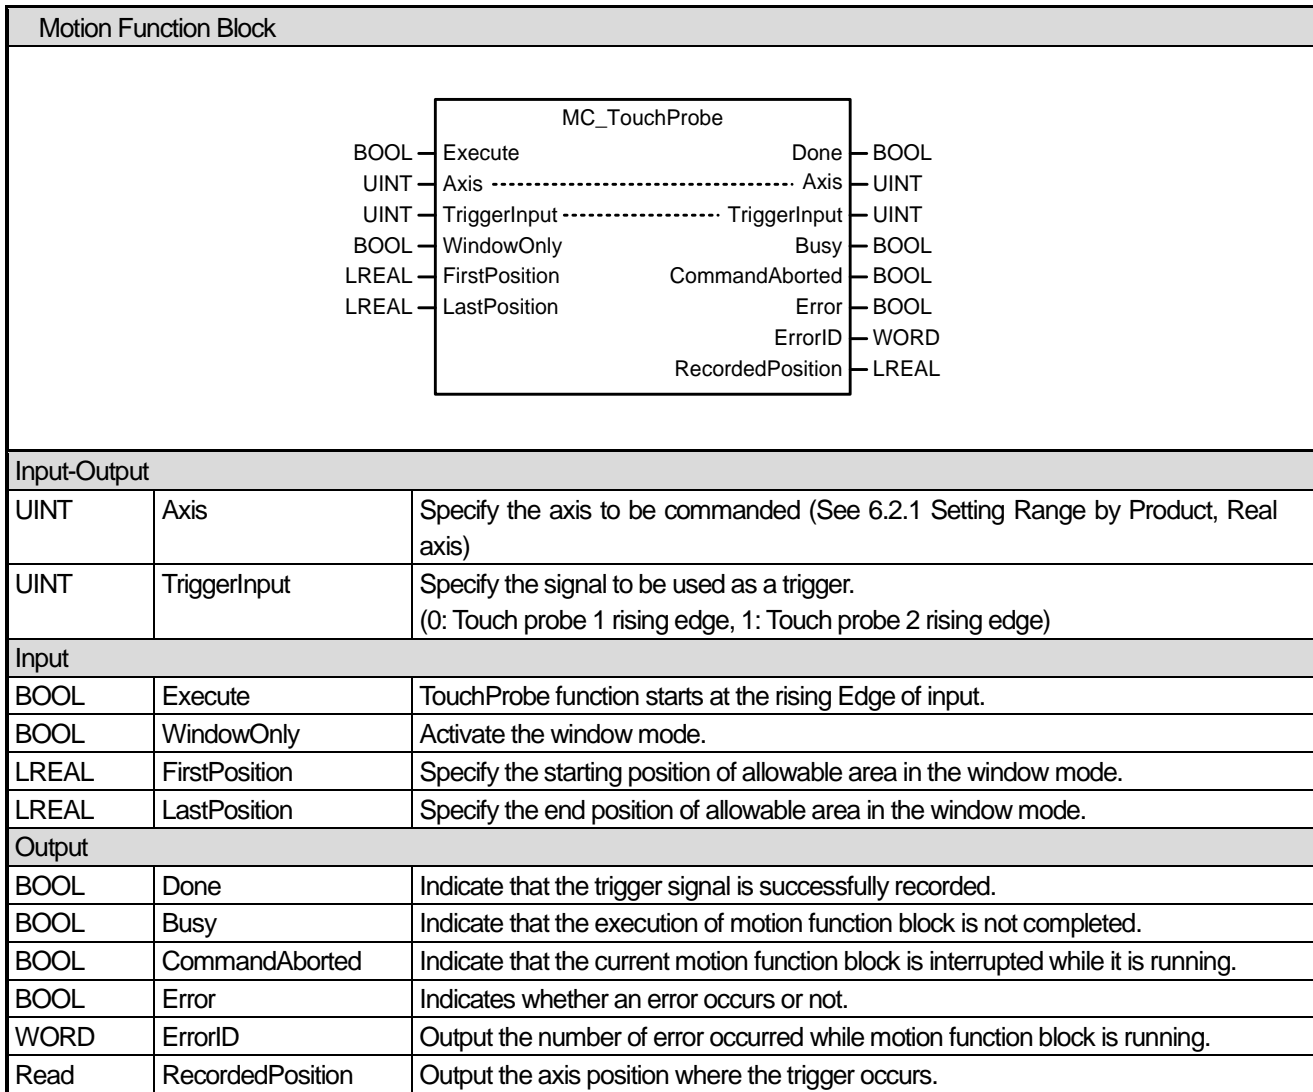 Motion Function Block
MC_TouchProbe
BOOL Execute Done BOOL
UINT Axis Axis UINT
UINT TriggerInput TriggerInput UINT
BOOL WindowOnly Busy BOOL
LREAL FirstPosition CommandAborted BOOL
LREAL LastPosition Error BOOL
ErrorID WORD
RecordedPosition LREAL
Input-Output
UINT Axis Specify the axis to be commanded (See 6.2.1 Setting Range by Product, Real
axis)
UINT TriggerInput Specify the signal to be used as a trigger.
(0: Touch probe 1 rising edge, 1: Touch probe 2 rising edge)
Input
BOOL Execute TouchProbe function starts at the rising Edge of input.
BOOL WindowOnly Activate the window mode.
LREAL FirstPosition Specify the starting position of allowable area in the window mode.
LREAL LastPosition Specify the end position of allowable area in the window mode.
Output
BOOL Done Indicate that the trigger signal is successfully recorded.
BOOL Busy Indicate that the execution of motion function block is not completed.
BOOL CommandAborted Indicate that the current motion function block is interrupted while it is running.
BOOL Error Indicates whether an error occurs or not.
WORD ErrorID Output the number of error occurred while motion function block is running.
Read RecordedPosition Output the axis position where the trigger occurs.